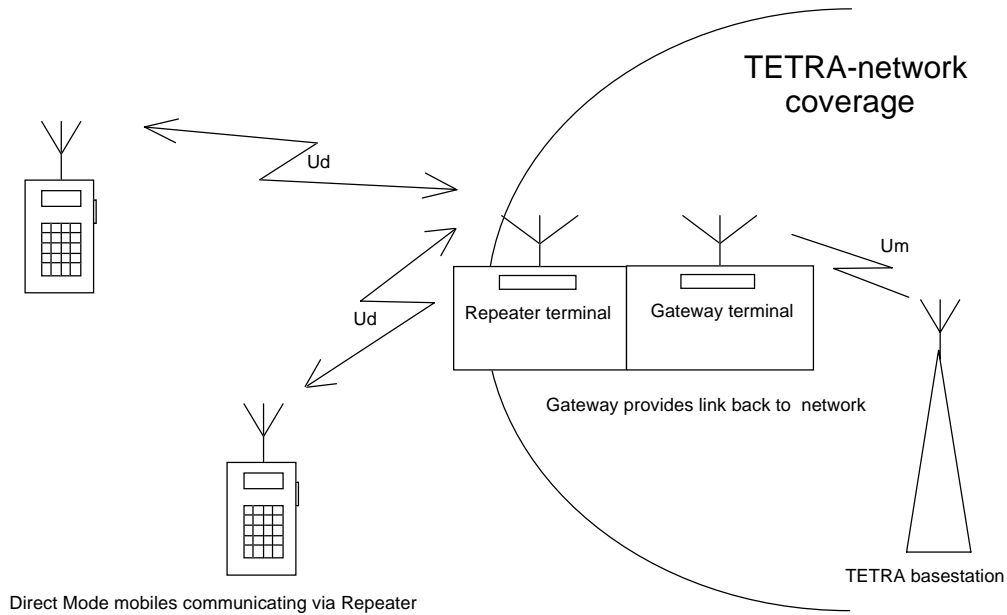 TETRA-network
coverage
Ud
Um
Repeater terminal
Gateway terminal
Ud
Gateway provides link back to network
TETRA basestation
Direct Mode mobiles communicating via Repeater